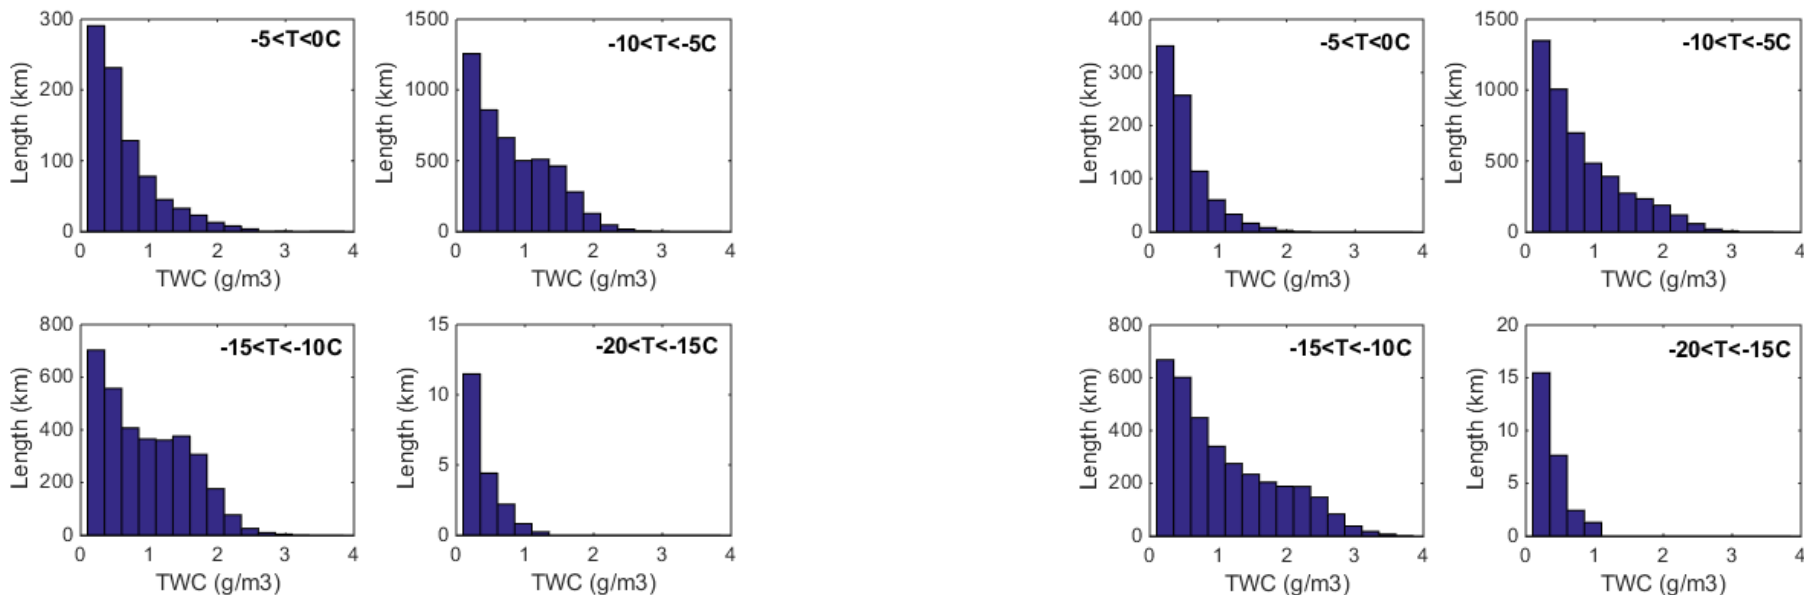 -5<T<0C
300
200
100
0
Length (km)
0 1 2 3 4
TWC (g/m3)
-10<T<-5C
1500
1000
500
0
Length (km)
0 1 2 3 4
TWC (g/m3)
-5<T<0C
400
300
200
100
0
Length (km)
0 1 2 3 4
TWC (g/m3)
-10<T<-5C
1500
1000
500
0
Length (km)
0 1 2 3 4
TWC (g/m3)
-15<T<-10C
800
600
400
200
0
Length (km)
0 1 2 3 4
TWC (g/m3)
-20<T<-15C
15
10
5
0
Length (km)
0 1 2 3 4
TWC (g/m3)
-15<T<-10C
800
600
400
200
0
Length (km)
0 1 2 3 4
TWC (g/m3)
-20<T<-15C
20
15
10
5
0
Length (km)
0 1 2 3 4
TWC (g/m3)